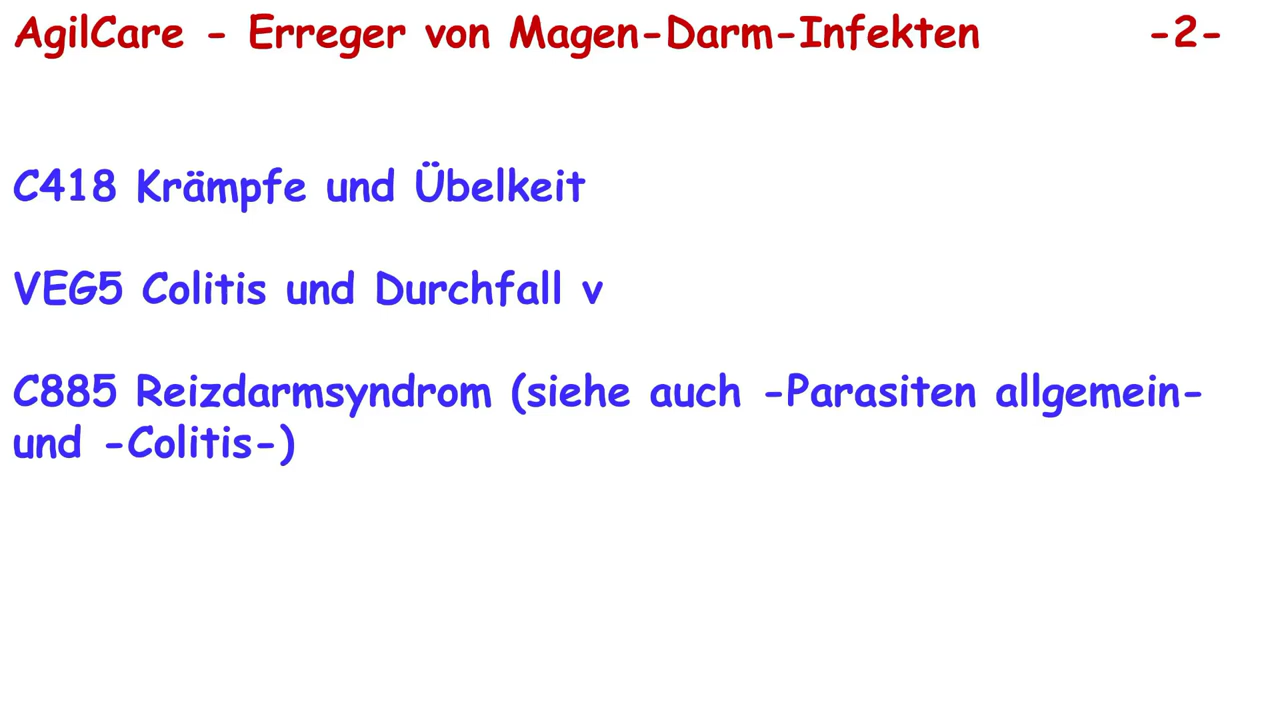 AgilCare - Erreger von Magen-Darm-Infekten -2-
C418 Krämpfe und Übelkeit
VEG5 Colitis und Durchfall v
C885 Reizdarmsyndrom (siehe auch -Parasiten allgemein-
und -Colitis-)